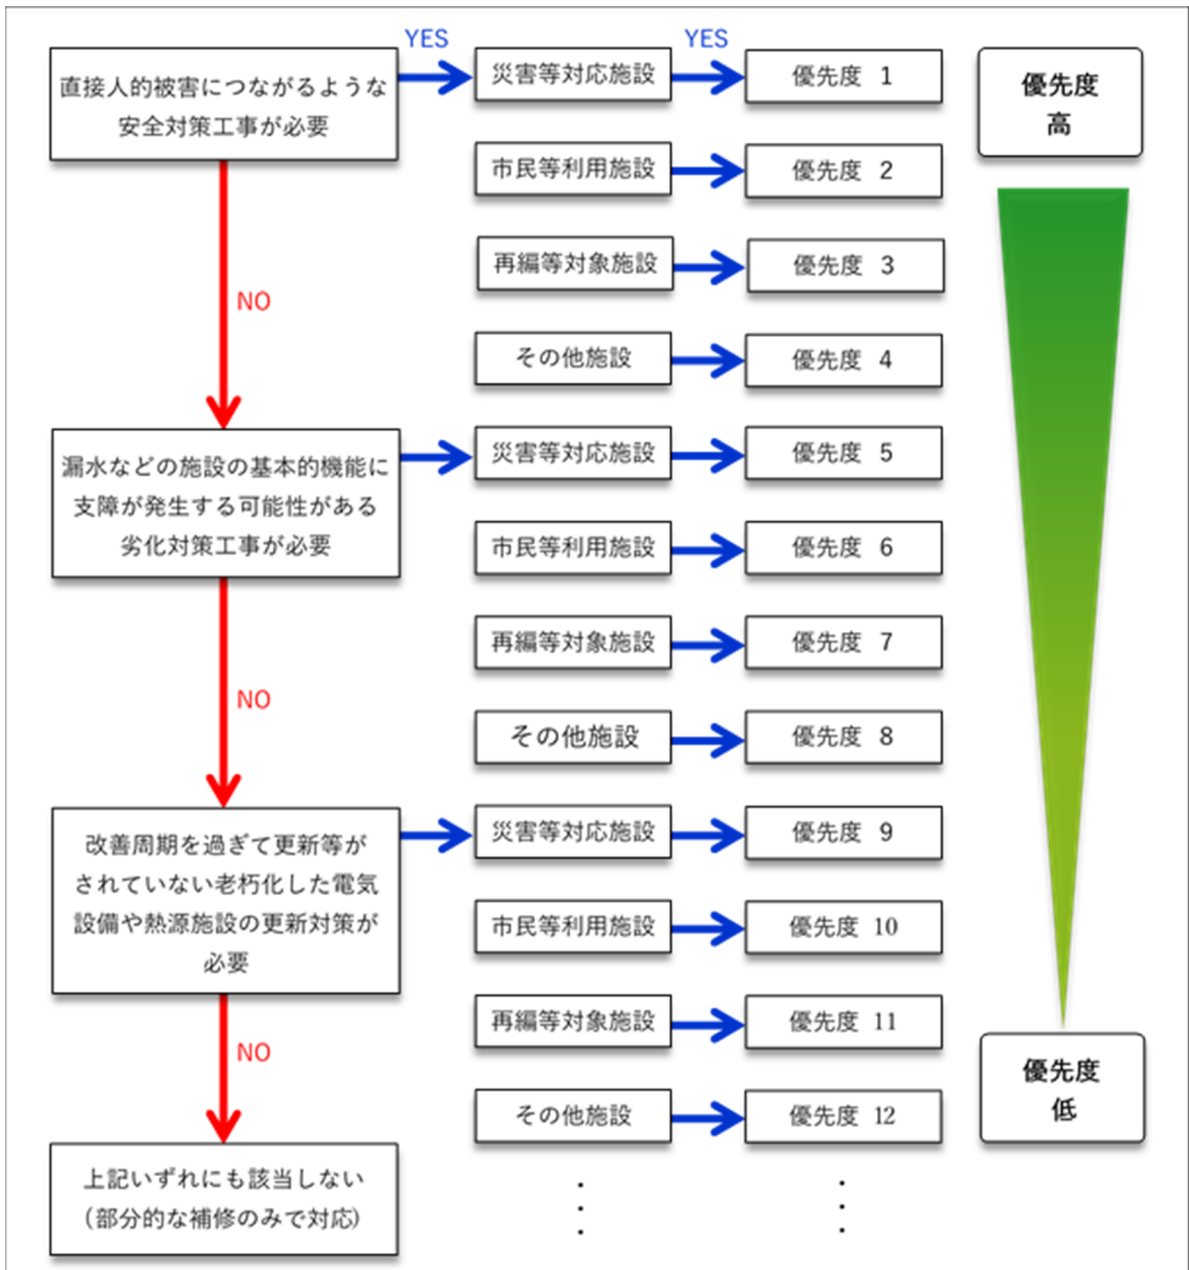 YES
YES
直接人的被害につながるような
安全対策工事が必要
災害等対応施設
優先度 1
優先度
高
市民等利用施設
優先度 2
再編等対象施設
優先度 3
NO
その他施設
優先度 4
漏水などの施設の基本的機能に
支障が発生する可能性がある
劣化対策工事が必要
災害等対応施設
優先度 5
市民等利用施設
優先度 6
再編等対象施設
優先度 7
NO
その他施設
優先度 8
改善周期を過ぎて更新等が
されていない老朽化した電気
設備や熱源施設の更新対策が
必要
災害等対応施設
優先度 9
市民等利用施設
優先度 10
再編等対象施設
優先度 11
NO
その他施設
優先度 12
優先度
低
上記いずれにも該当しない
(部分的な補修のみで対応)